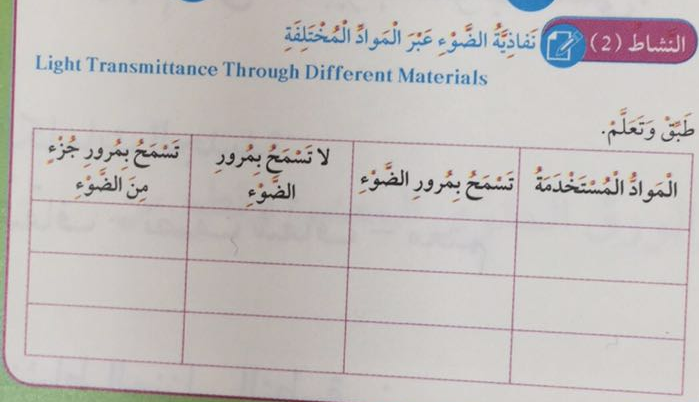 النشاط (2) نَفاذِيَّةُ الضَّوْءِ عَبْرَ الْمَوادِّ الْمُخْتَلِفَةِ
Light Transmittance Through Different Materials
طَبِّقْ وَتَعَلَّمْ.
الْمَوادُّ الْمُسْتَخْدَمَةُ
تَسْمَحُ بِمُرورِ الضَّوْءِ
لا تَسْمَحُ بِمُرورِ
الضَّوْءِ
تَسْمَحُ بِمُرورِ جُزْءٍ
مِنَ الضَّوْءِ